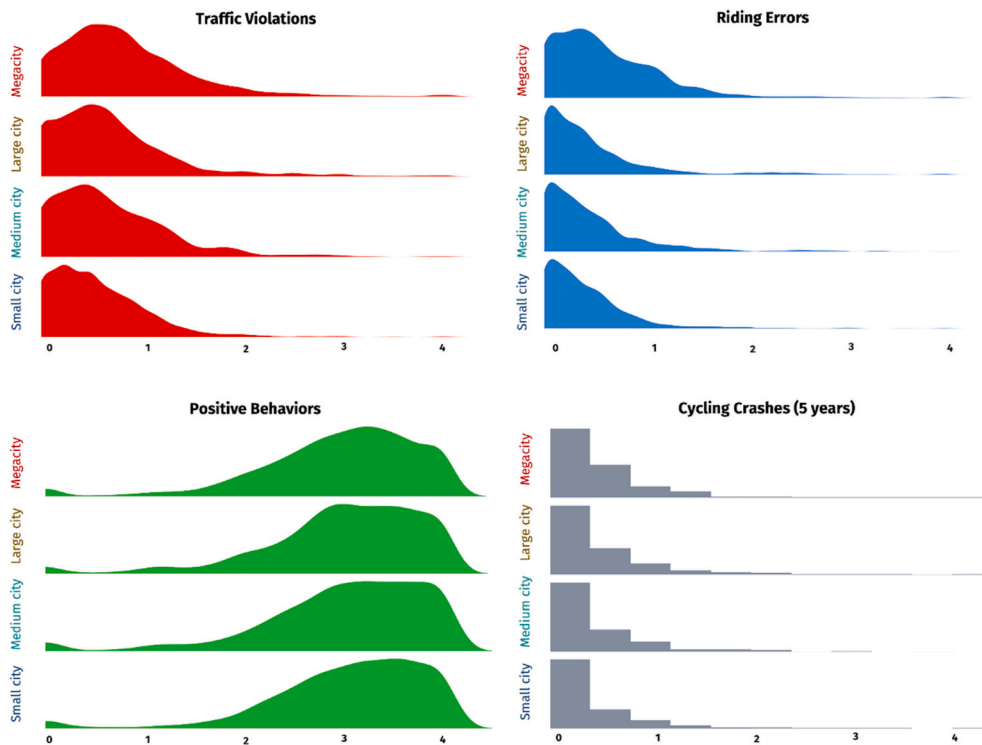 Traffic Violations
Megacity
Large city
Medium city
Small city
0 1 2 3 4
Riding Errors
Megacity
Large city
Medium city
Small city
0 1 2 3 4
Positive Behaviors
Megacity
Large city
Medium city
Small city
0 1 2 3 4
Cycling Crashes (5 years)
Megacity
Large city
Medium city
Small city
0 1 2 3 4